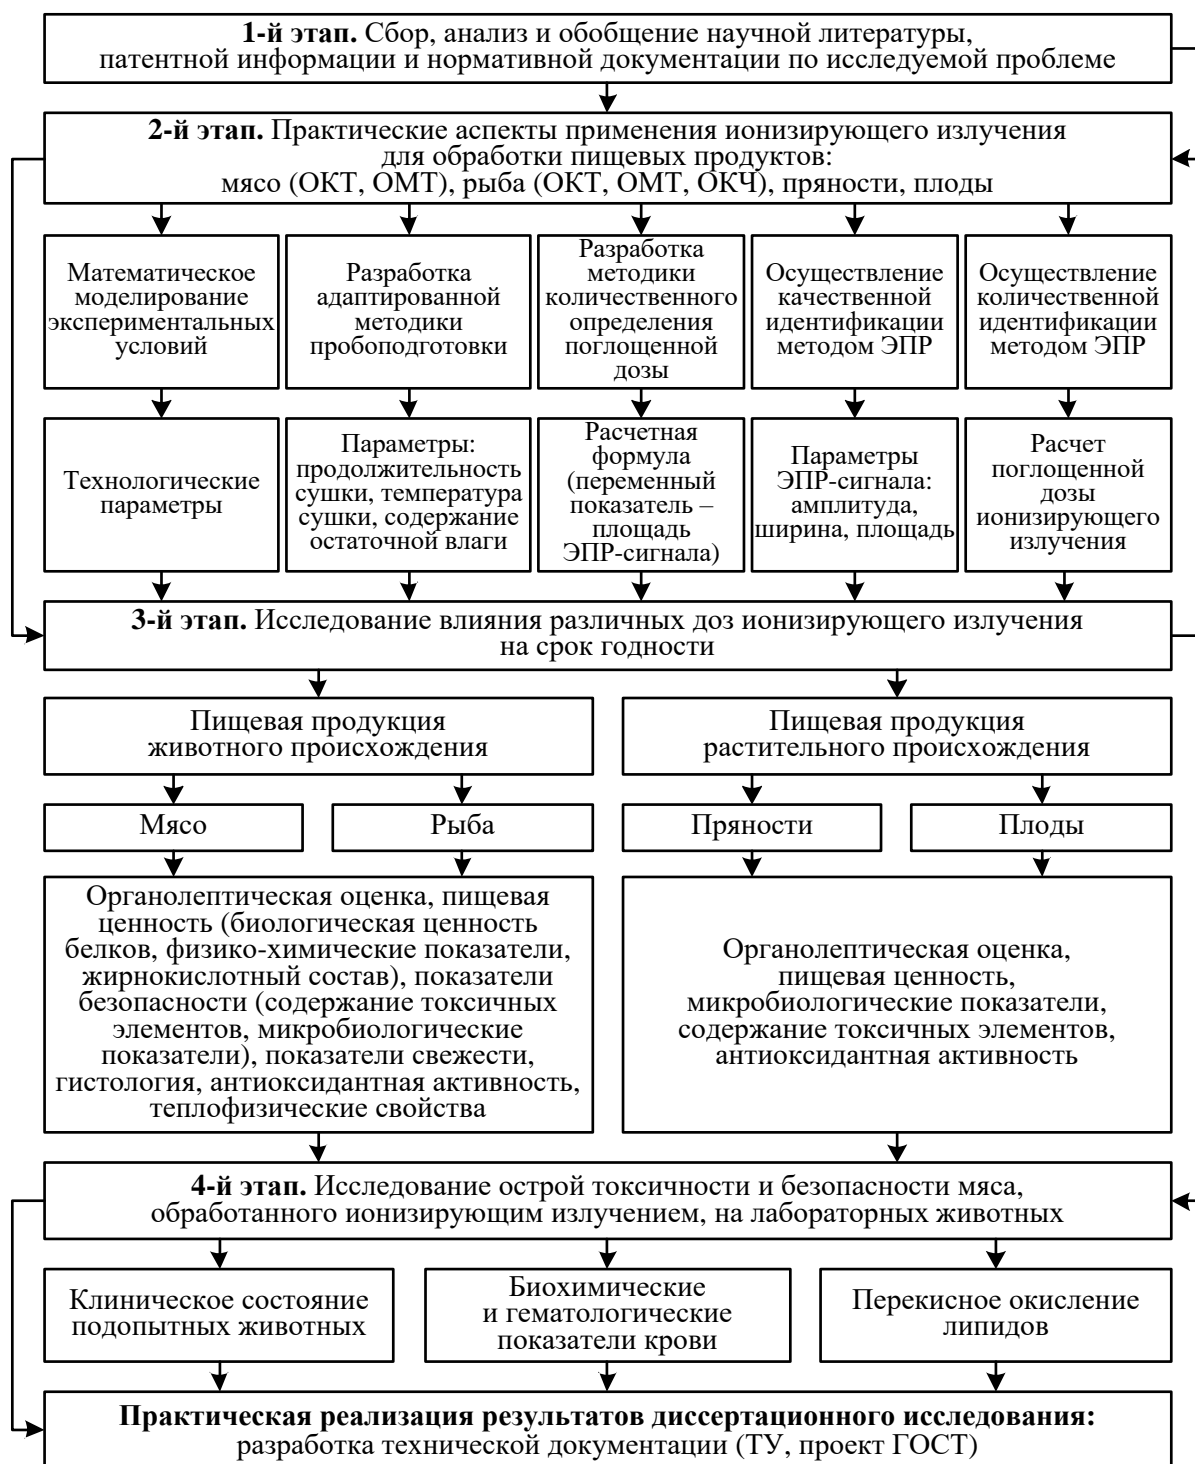 1-й этап. Сбор, анализ и обобщение научной литературы,
патентной информации и нормативной документации по исследуемой проблеме
2-й этап. Практические аспекты применения ионизирующего излучения
для обработки пищевых продуктов:
мясо (ОКТ, ОМТ), рыба (ОКТ, ОМТ, ОКЧ), пряности, плоды
Математическое
моделирование
экспериментальных
условий
Разработка
адаптированной
методики
пробоподготовки
Разработка
методики
количественного
определения
поглощенной
дозы
Осуществление
качественной
идентификации
методом ЭПР
Осуществление
количественной
идентификации
методом ЭПР
Технологические
параметры
Параметры:
продолжительность
сушки, температура
сушки, содержание
остаточной влаги
Расчетная
формула
(переменный
показатель –
площадь
ЭПР-сигнала)
Параметры
ЭПР-сигнала:
амплитуда,
ширина, площадь
Расчет
поглощенной
дозы
ионизирующего
излучения
3-й этап. Исследование влияния различных доз ионизирующего излучения
на срок годности
Пищевая продукция
животного происхождения
Пищевая продукция
растительного происхождения
Мясо
Рыба
Пряности
Плоды
Органолептическая оценка, пищевая
ценность (биологическая ценность
белков, физико-химические показатели,
жирнокислотный состав), показатели
безопасности (содержание токсичных
элементов, микробиологические
показатели), показатели свежести,
гистология, антиоксидантная активность,
теплофизические свойства
Органолептическая оценка,
пищевая ценность,
микробиологические показатели,
содержание токсичных элементов,
антиоксидантная активность
4-й этап. Исследование острой токсичности и безопасности мяса,
обработанного ионизирующим излучением, на лабораторных животных
Клиническое состояние
подопытных животных
Биохимические
и гематологические
показатели крови
Перекисное окисление
липидов
Практическая реализация результатов диссертационного исследования:
разработка технической документации (ТУ, проект ГОСТ)